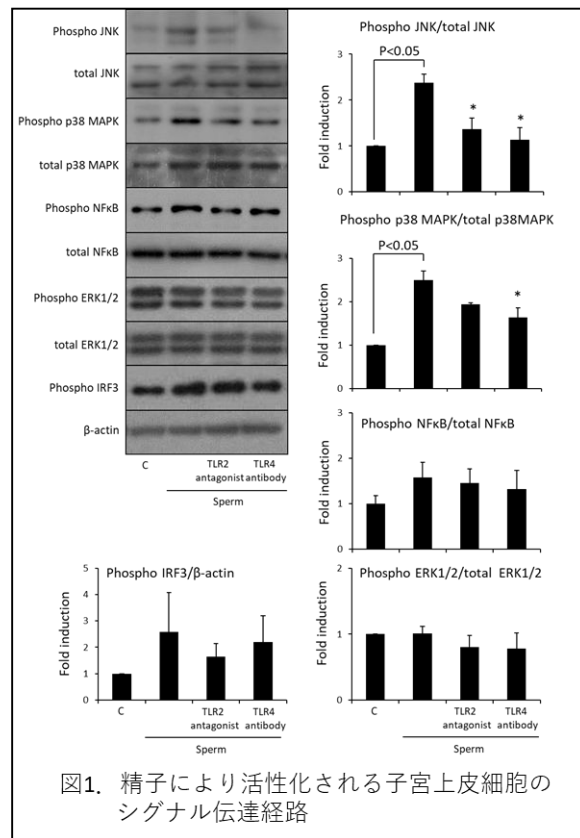 Phospho JNK
total JNK
Phospho p38 MAPK
total p38 MAPK
Phospho NFκB
total NFκB
Phospho ERK1/2
total ERK1/2
Phospho IRF3
β-actin
C
TLR2
antagonist
TLR4
antibody
Sperm
Phospho JNK/total JNK
P<0.05
*
*
Fold induction
3
2
1
0
Phospho p38 MAPK/total p38MAPK
P<0.05
*
Fold induction
3
2
1
0
Phospho NFκB/total NFκB
Fold induction
3
2
1
0
Phospho IRF3/β-actin
Fold induction
5
4
3
2
1
0
C
TLR2
antagonist
TLR4
antibody
Sperm
Phospho ERK1/2/total ERK1/2
Fold induction
2
1
0
C
TLR2
antagonist
TLR4
antibody
Sperm
図1. 精子により活性化される子宮上皮細胞の
シグナル伝達経路